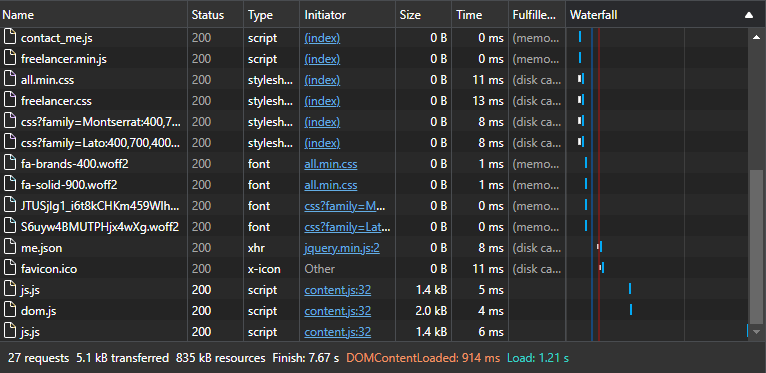 Name Status Type Initiator Size Time Fulfille... Waterfall
contact_me.js 200 script (index) 0 B 0 ms (memo...
freelancer.min.js 200 script (index) 0 B 0 ms (memo...
all.min.css 200 stylesh... (index) 0 B 11 ms (disk ca...
freelancer.css 200 stylesh... (index) 0 B 13 ms (disk ca...
css?family=Montserrat:400,7... 200 stylesh... (index) 0 B 8 ms (disk ca...
css?family=Lato:400,700,400... 200 stylesh... (index) 0 B 8 ms (disk ca...
fa-brands-400.woff2 200 font all.min.css 0 B 1 ms (memo...
fa-solid-900.woff2 200 font all.min.css 0 B 1 ms (memo...
JTUSjIg1_i6t8kCHKm459Wlh... 200 font css?family=M... 0 B 0 ms (memo...
S6uyw4BMUTPHjx4wXg.woff2 200 font css?family=Lat... 0 B 0 ms (memo...
me.json 200 xhr jquery.min.js:2 0 B 8 ms (disk ca...
favicon.ico 200 x-icon Other 0 B 11 ms (disk ca...
js.js 200 script content.js:32 1.4 kB 5 ms
dom.js 200 script content.js:32 2.0 kB 4 ms
js.js 200 script content.js:32 1.4 kB 6 ms
27 requests 5.1 kB transferred 835 kB resources Finish: 7.67 s DOMContentLoaded: 914 ms Load: 1.21 s